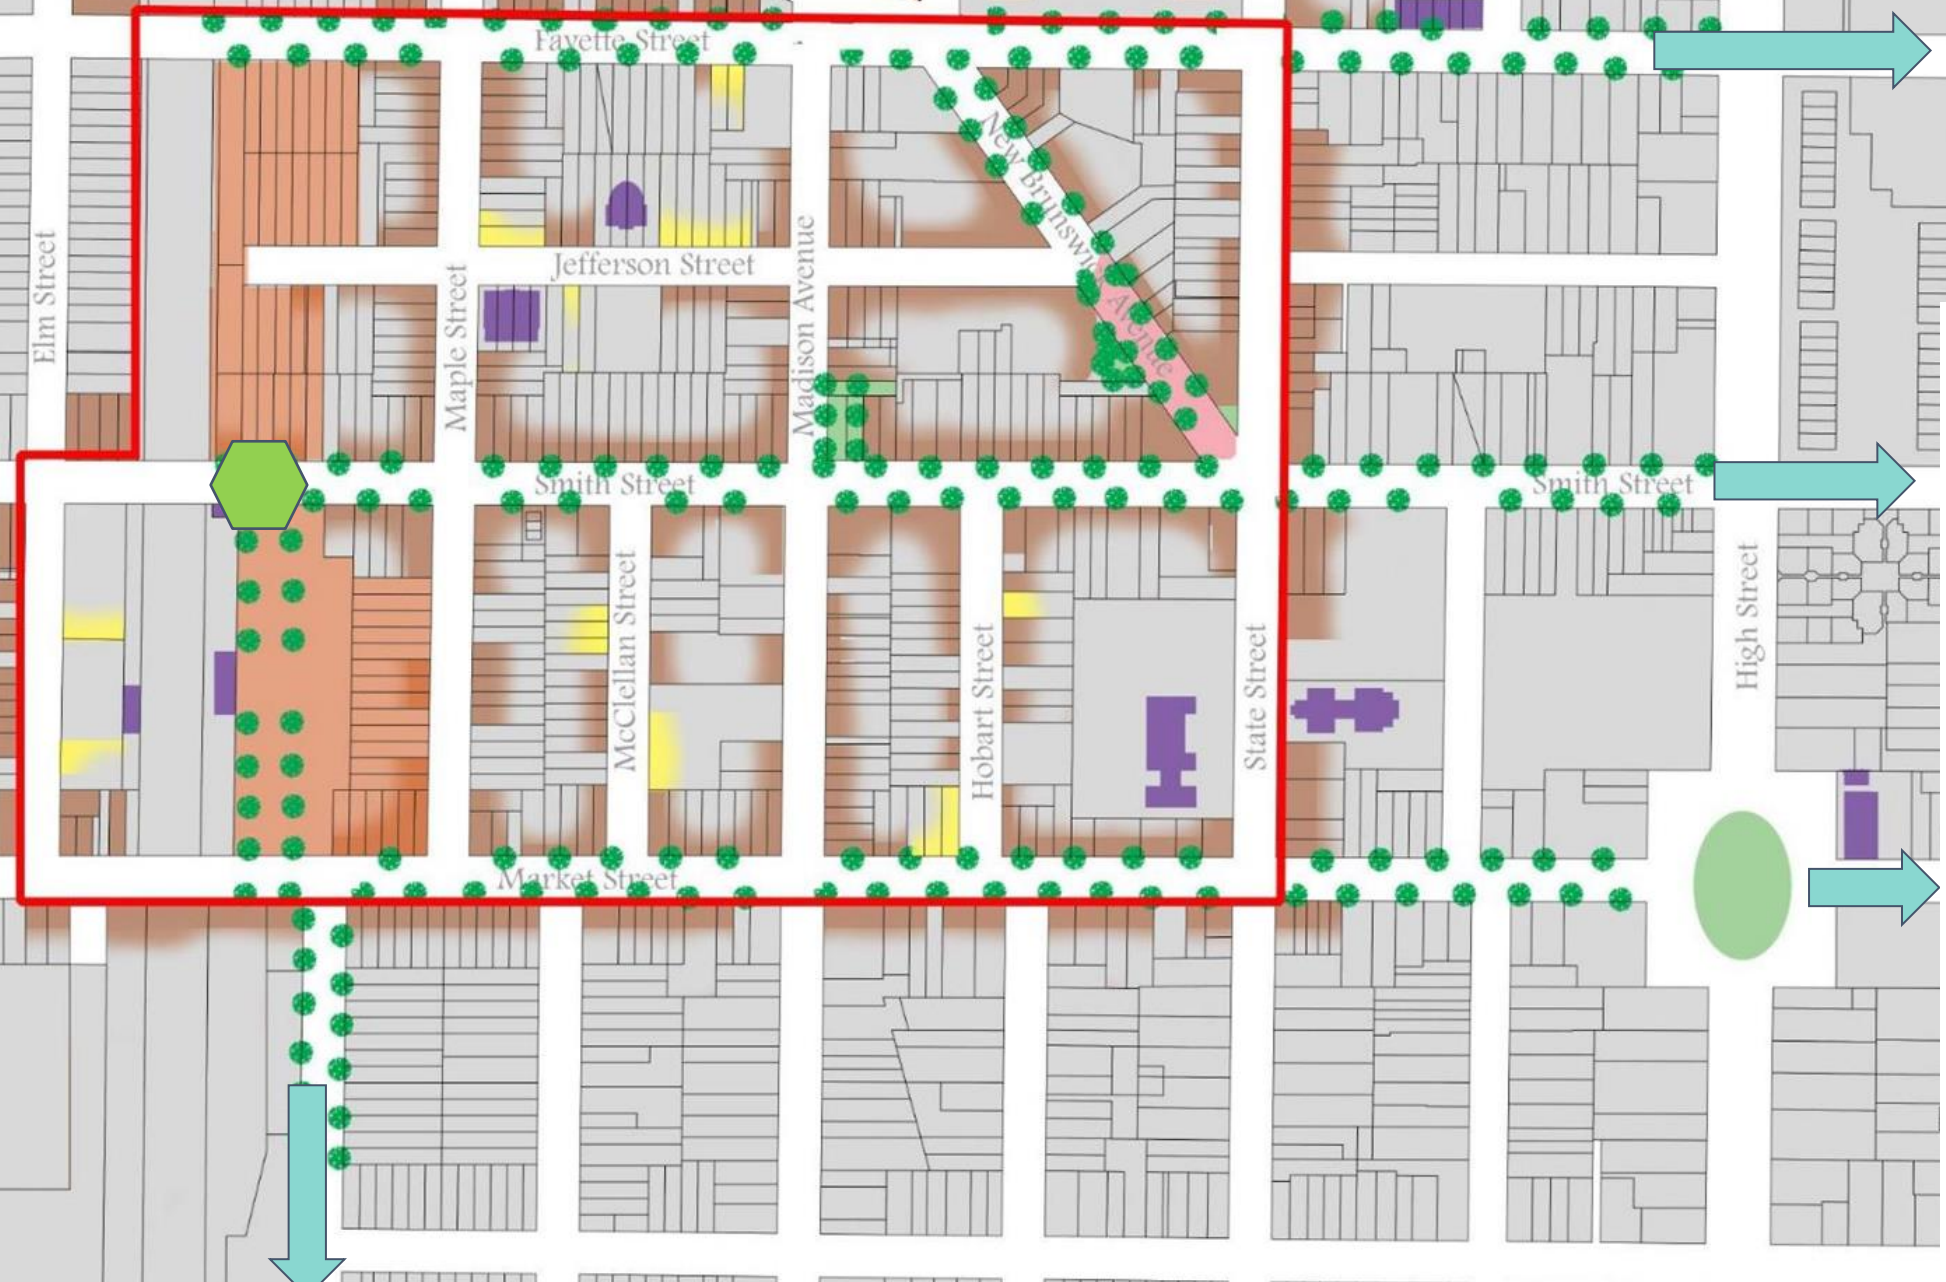 Fayette Street
New Brunswick Avenue
Jefferson Street
Elm Street
Maple Street
Madison Avenue
Smith Street
Smith Street
McClellan Street
Hobart Street
State Street
High Street
Market Street